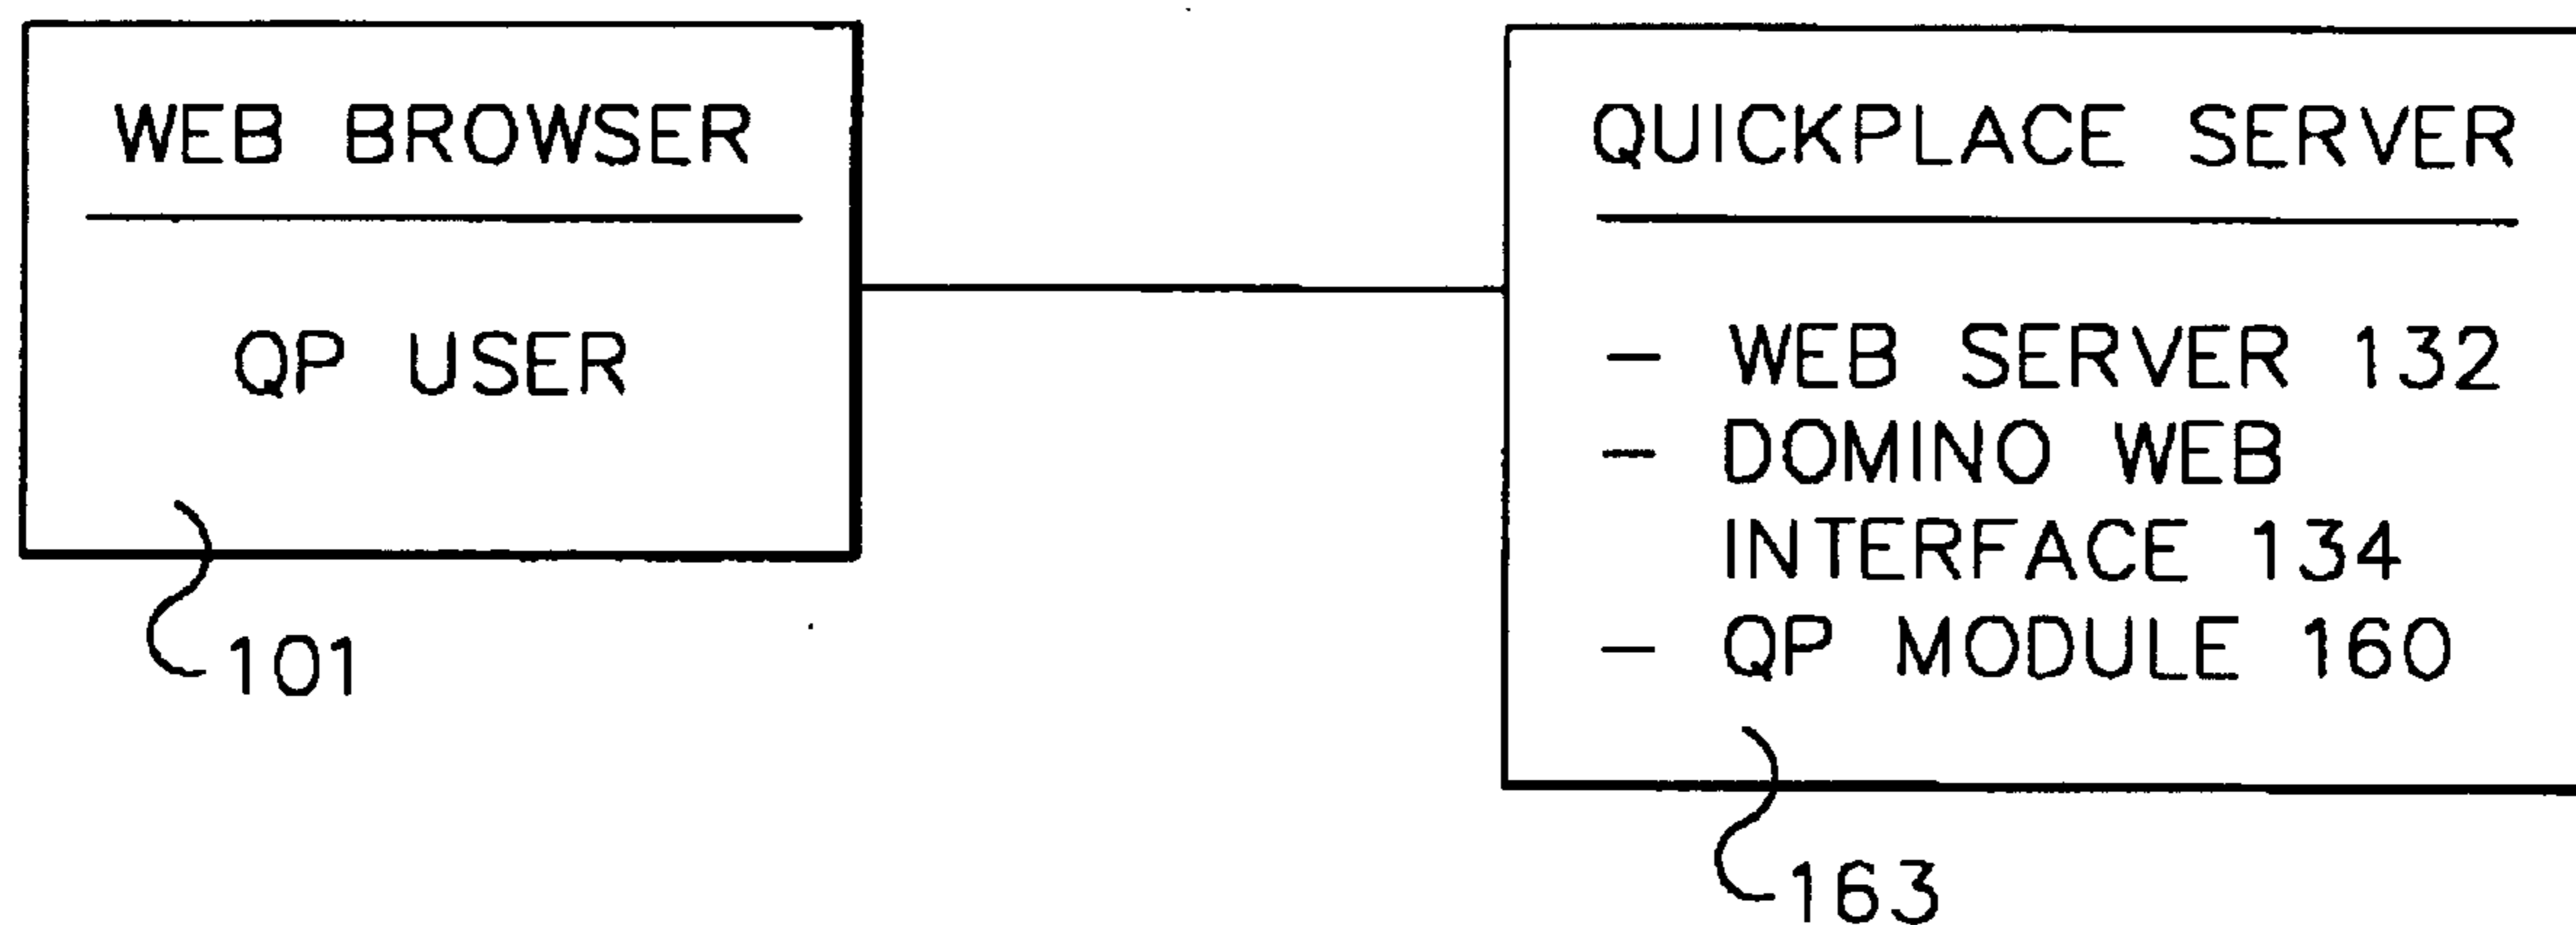 WEB BROWSER
QP USER
101
QUICKPLACE SERVER
- WEB SERVER 132
- DOMINO WEB
INTERFACE 134
- QP MODULE 160
163